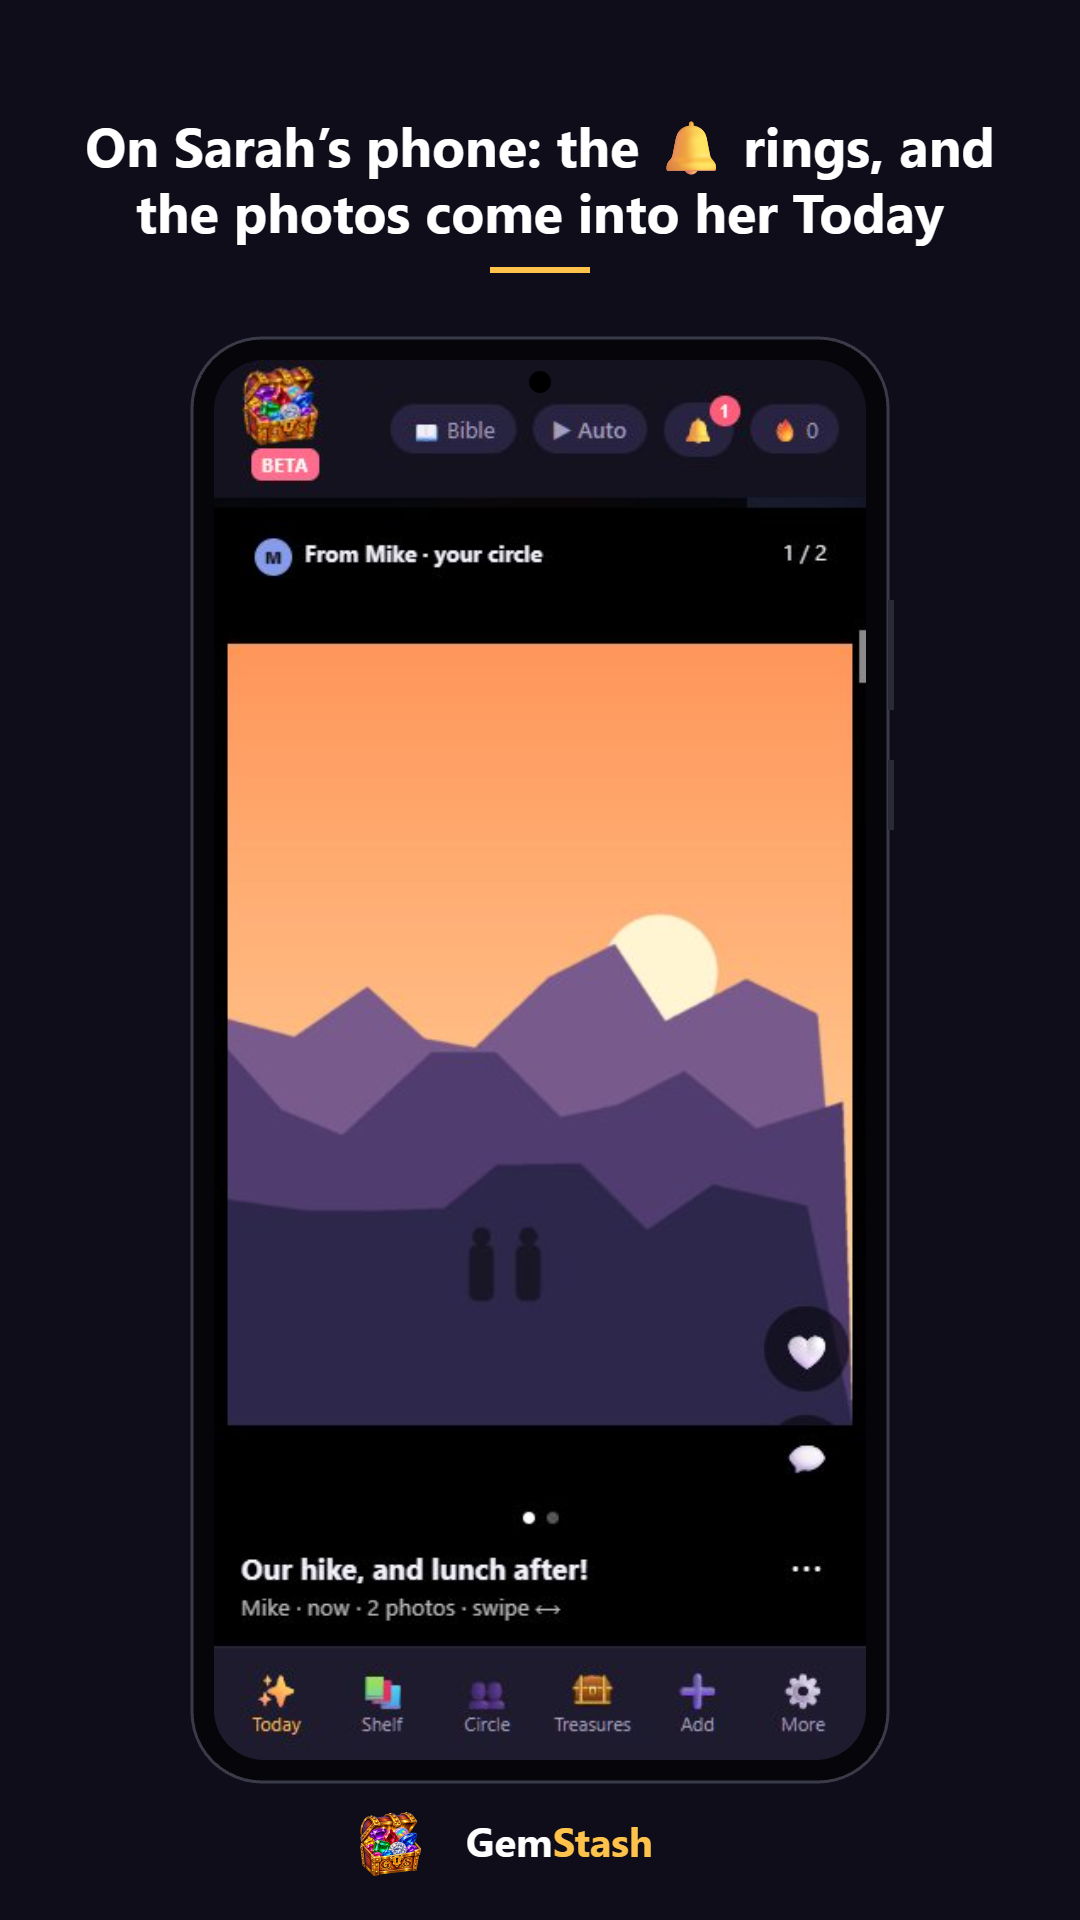 On Sarah’s phone: the 🔔 rings, and
the photos come into her Today
BETA
Bible
Auto
1
0
M
From Mike · your circle
1 / 2
Our hike, and lunch after!
Mike · now · 2 photos · swipe ↔
Today
Shelf
Circle
Treasures
Add
More
GUS
GemStash